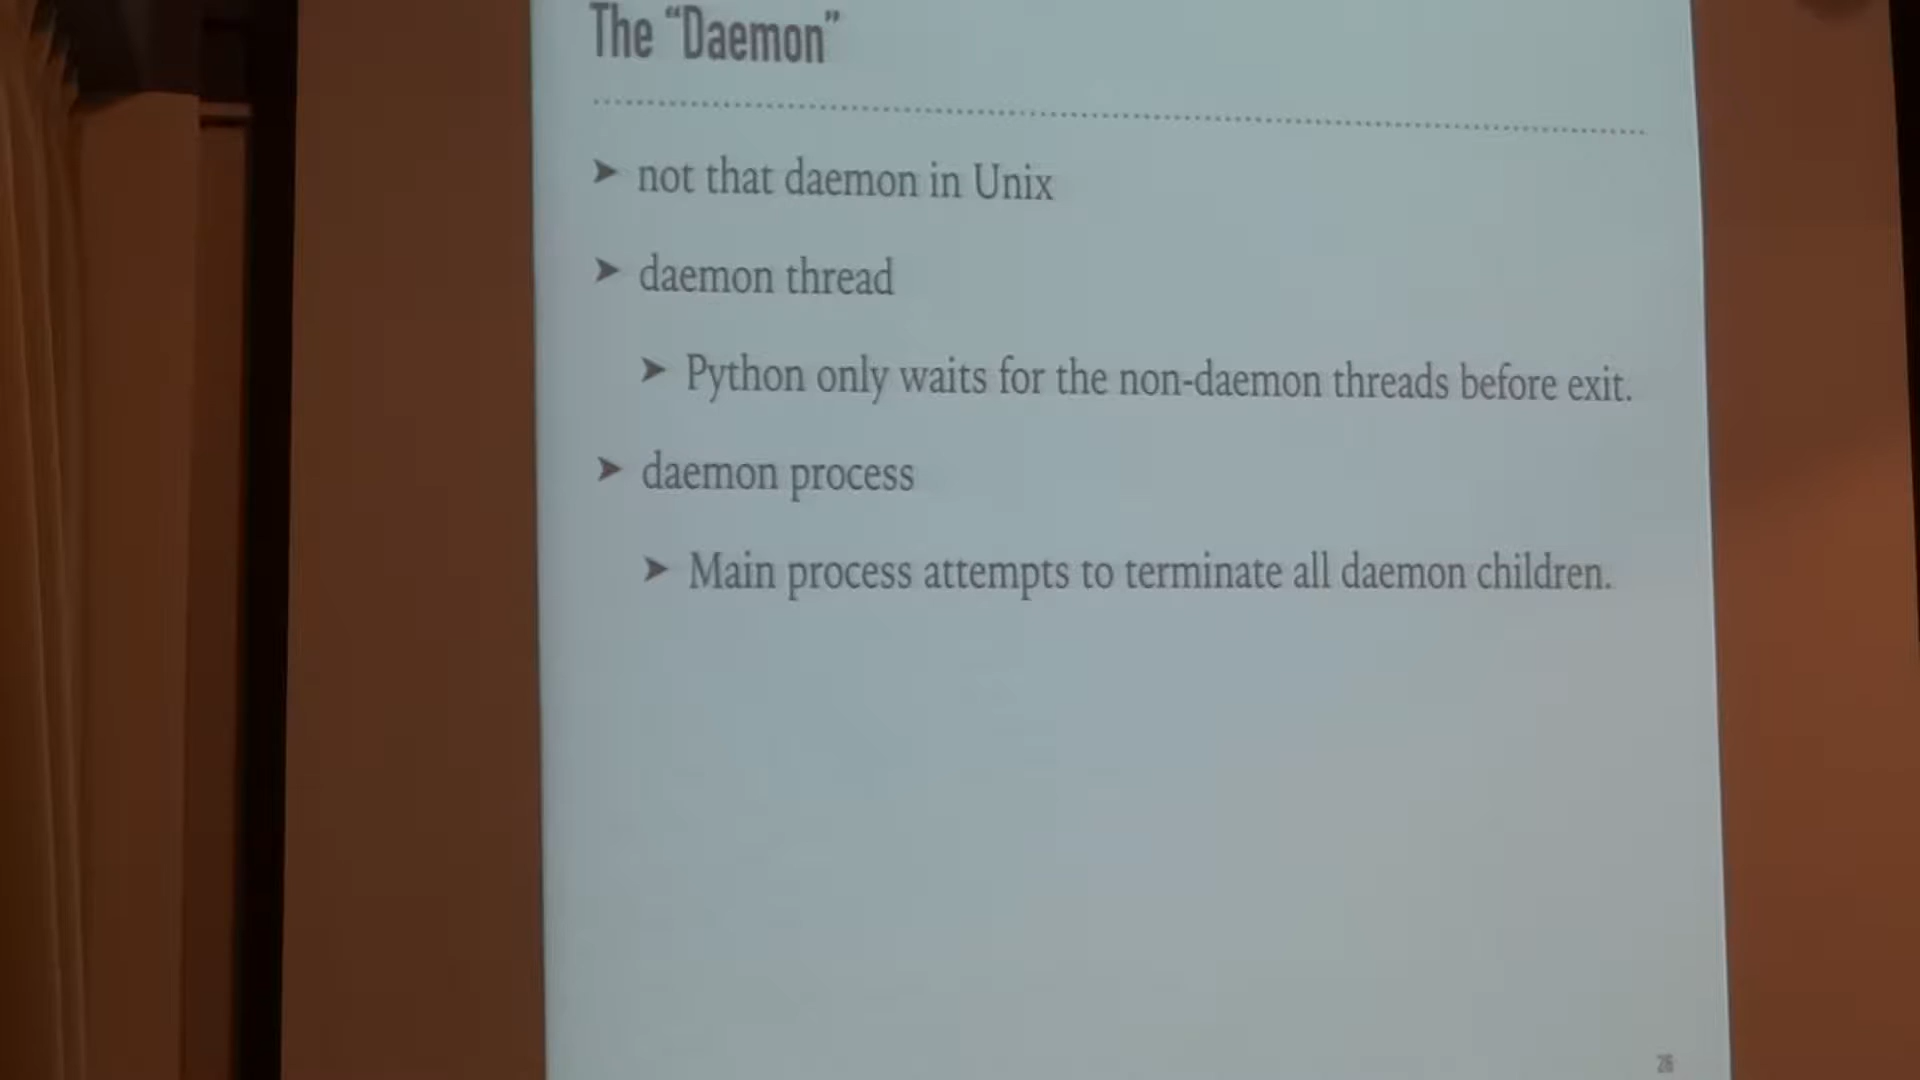 The “Daemon”
➤ not that daemon in Unix
➤ daemon thread
➤ Python only waits for the non-daemon threads before exit.
➤ daemon process
➤ Main process attempts to terminate all daemon children.